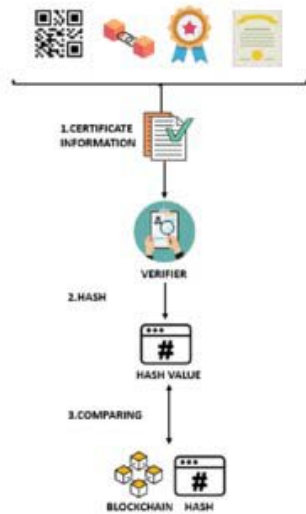 1.CERTIFICATE
INFORMATION
VERIFIER
2.HASH
#
HASH VALUE
3.COMPARING
#
BLOCKCHAIN HASH